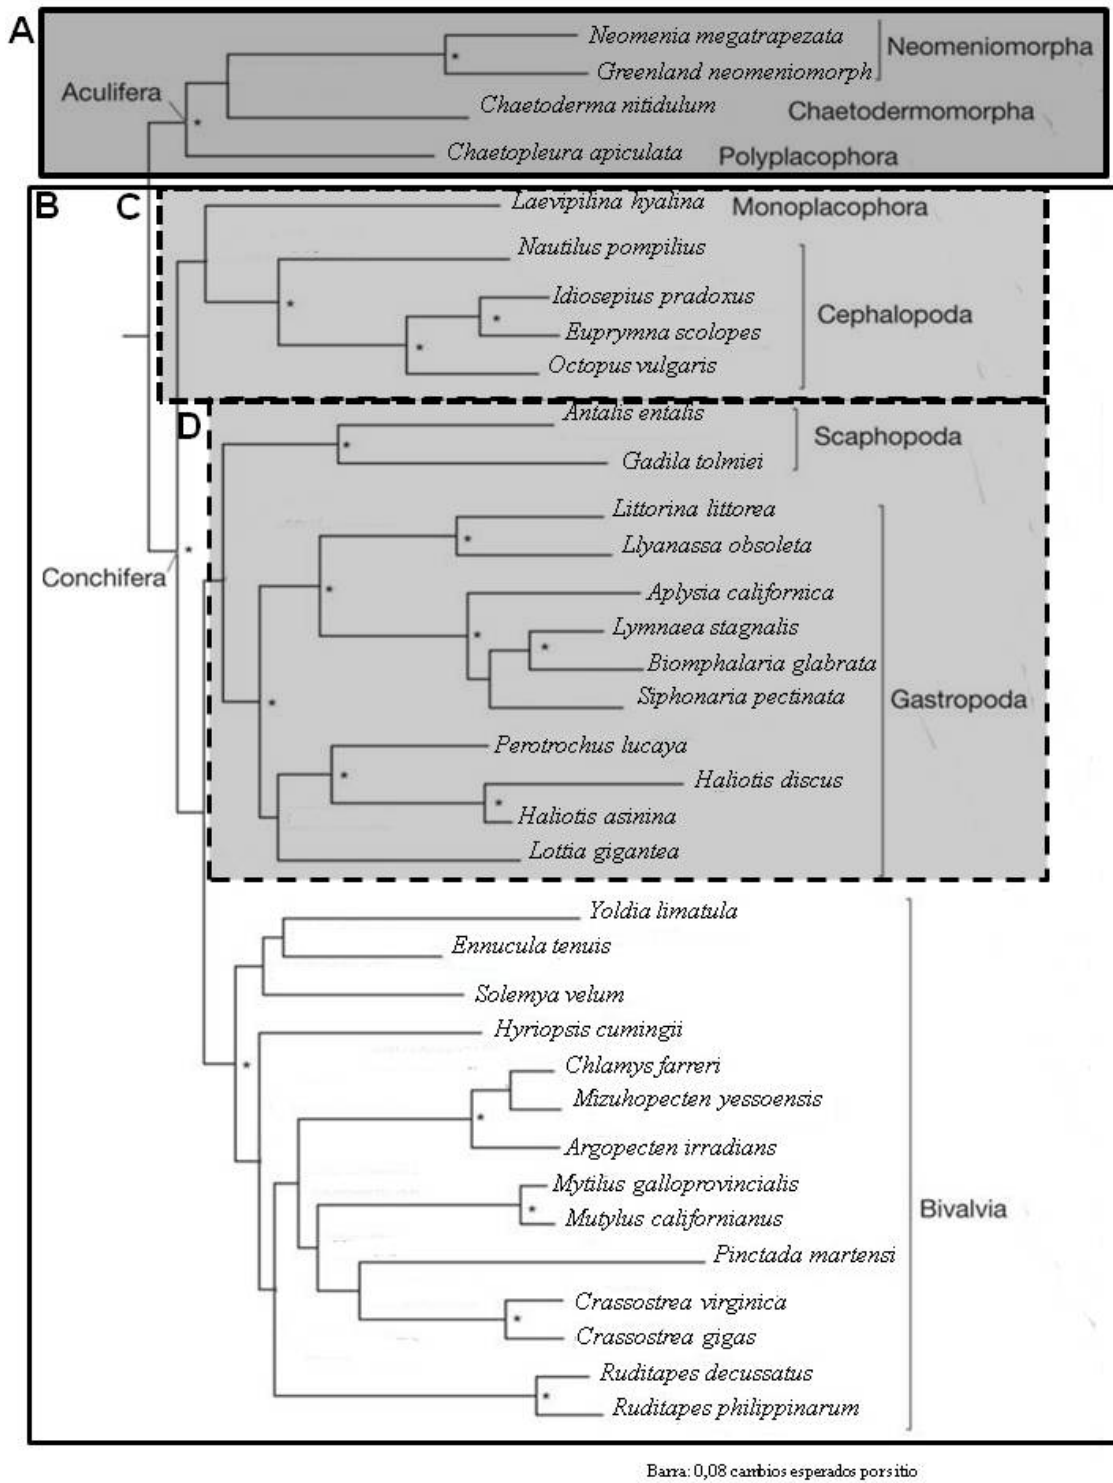 A
Neomenia megatrapezata
Neomeniomorpha
Greenland neomeniomorph
Aculifera
*
Chaetoderma nitidulum
Chaetodermomorpha
*
Chaetopleura apiculata
Polyplacophora
B
C
Laevipilina hyalina
Monoplacophora
Nautilus pompilius
Idiosepius pradoxus
*
Cephalopoda
*
Euprymna scolopes
*
Octopus vulgaris
D
Antalis entalis
Scaphopoda
*
Gadila tolmiei
Littorina littorea
*
Llyanassa obsoleta
*
Conchifera
*
Aplysia californica
Lymnaea stagnalis
*
*
Biomphalaria glabrata
Siphonaria pectinata
Gastropoda
*
Perotrochus lucaya
*
Haliotis discus
*
Haliotis asinina
Lottia gigantea
Yoldia limatula
Ennucula tenuis
Solemya velum
Hyriopsis cumingii
*
Chlamys farreri
Mizuhopecten yessoensis
*
Argopecten irradians
Mytilus galloprovincialis
*
Mutylus californianus
Bivalvia
Pinctada martensi
Crassostrea virginica
*
Crassostrea gigas
Ruditapes decussatus
*
Ruditapes philippinarum
Barra: 0,08 cambios esperados por sitio